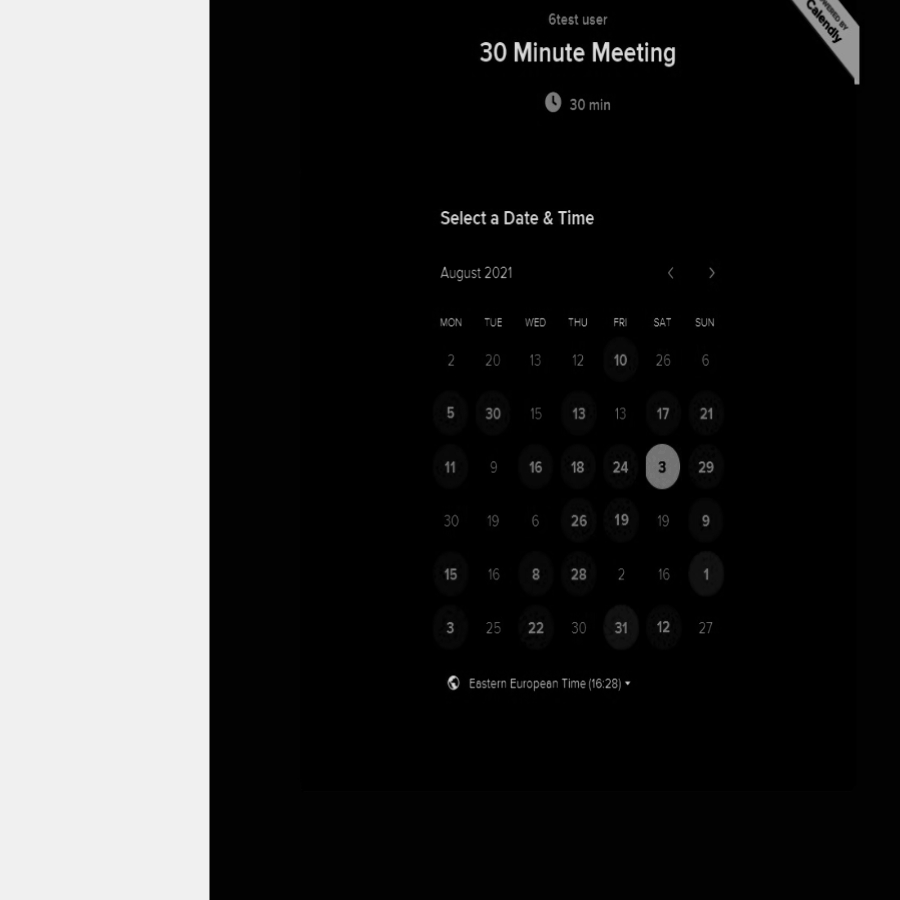 6test user
30 Minute Meeting
POWERED BY
Calendly
30 min
Select a Date & Time
August 2021
MON TUE WED THU FRI SAT SUN
2 20 13 12 10 26 6
5 30 15 13 13 17 21
11 9 16 18 24 3 29
30 19 6 26 19 19 9
15 16 8 28 2 16 1
3 25 22 30 31 12 27
Eastern European Time (16:28)